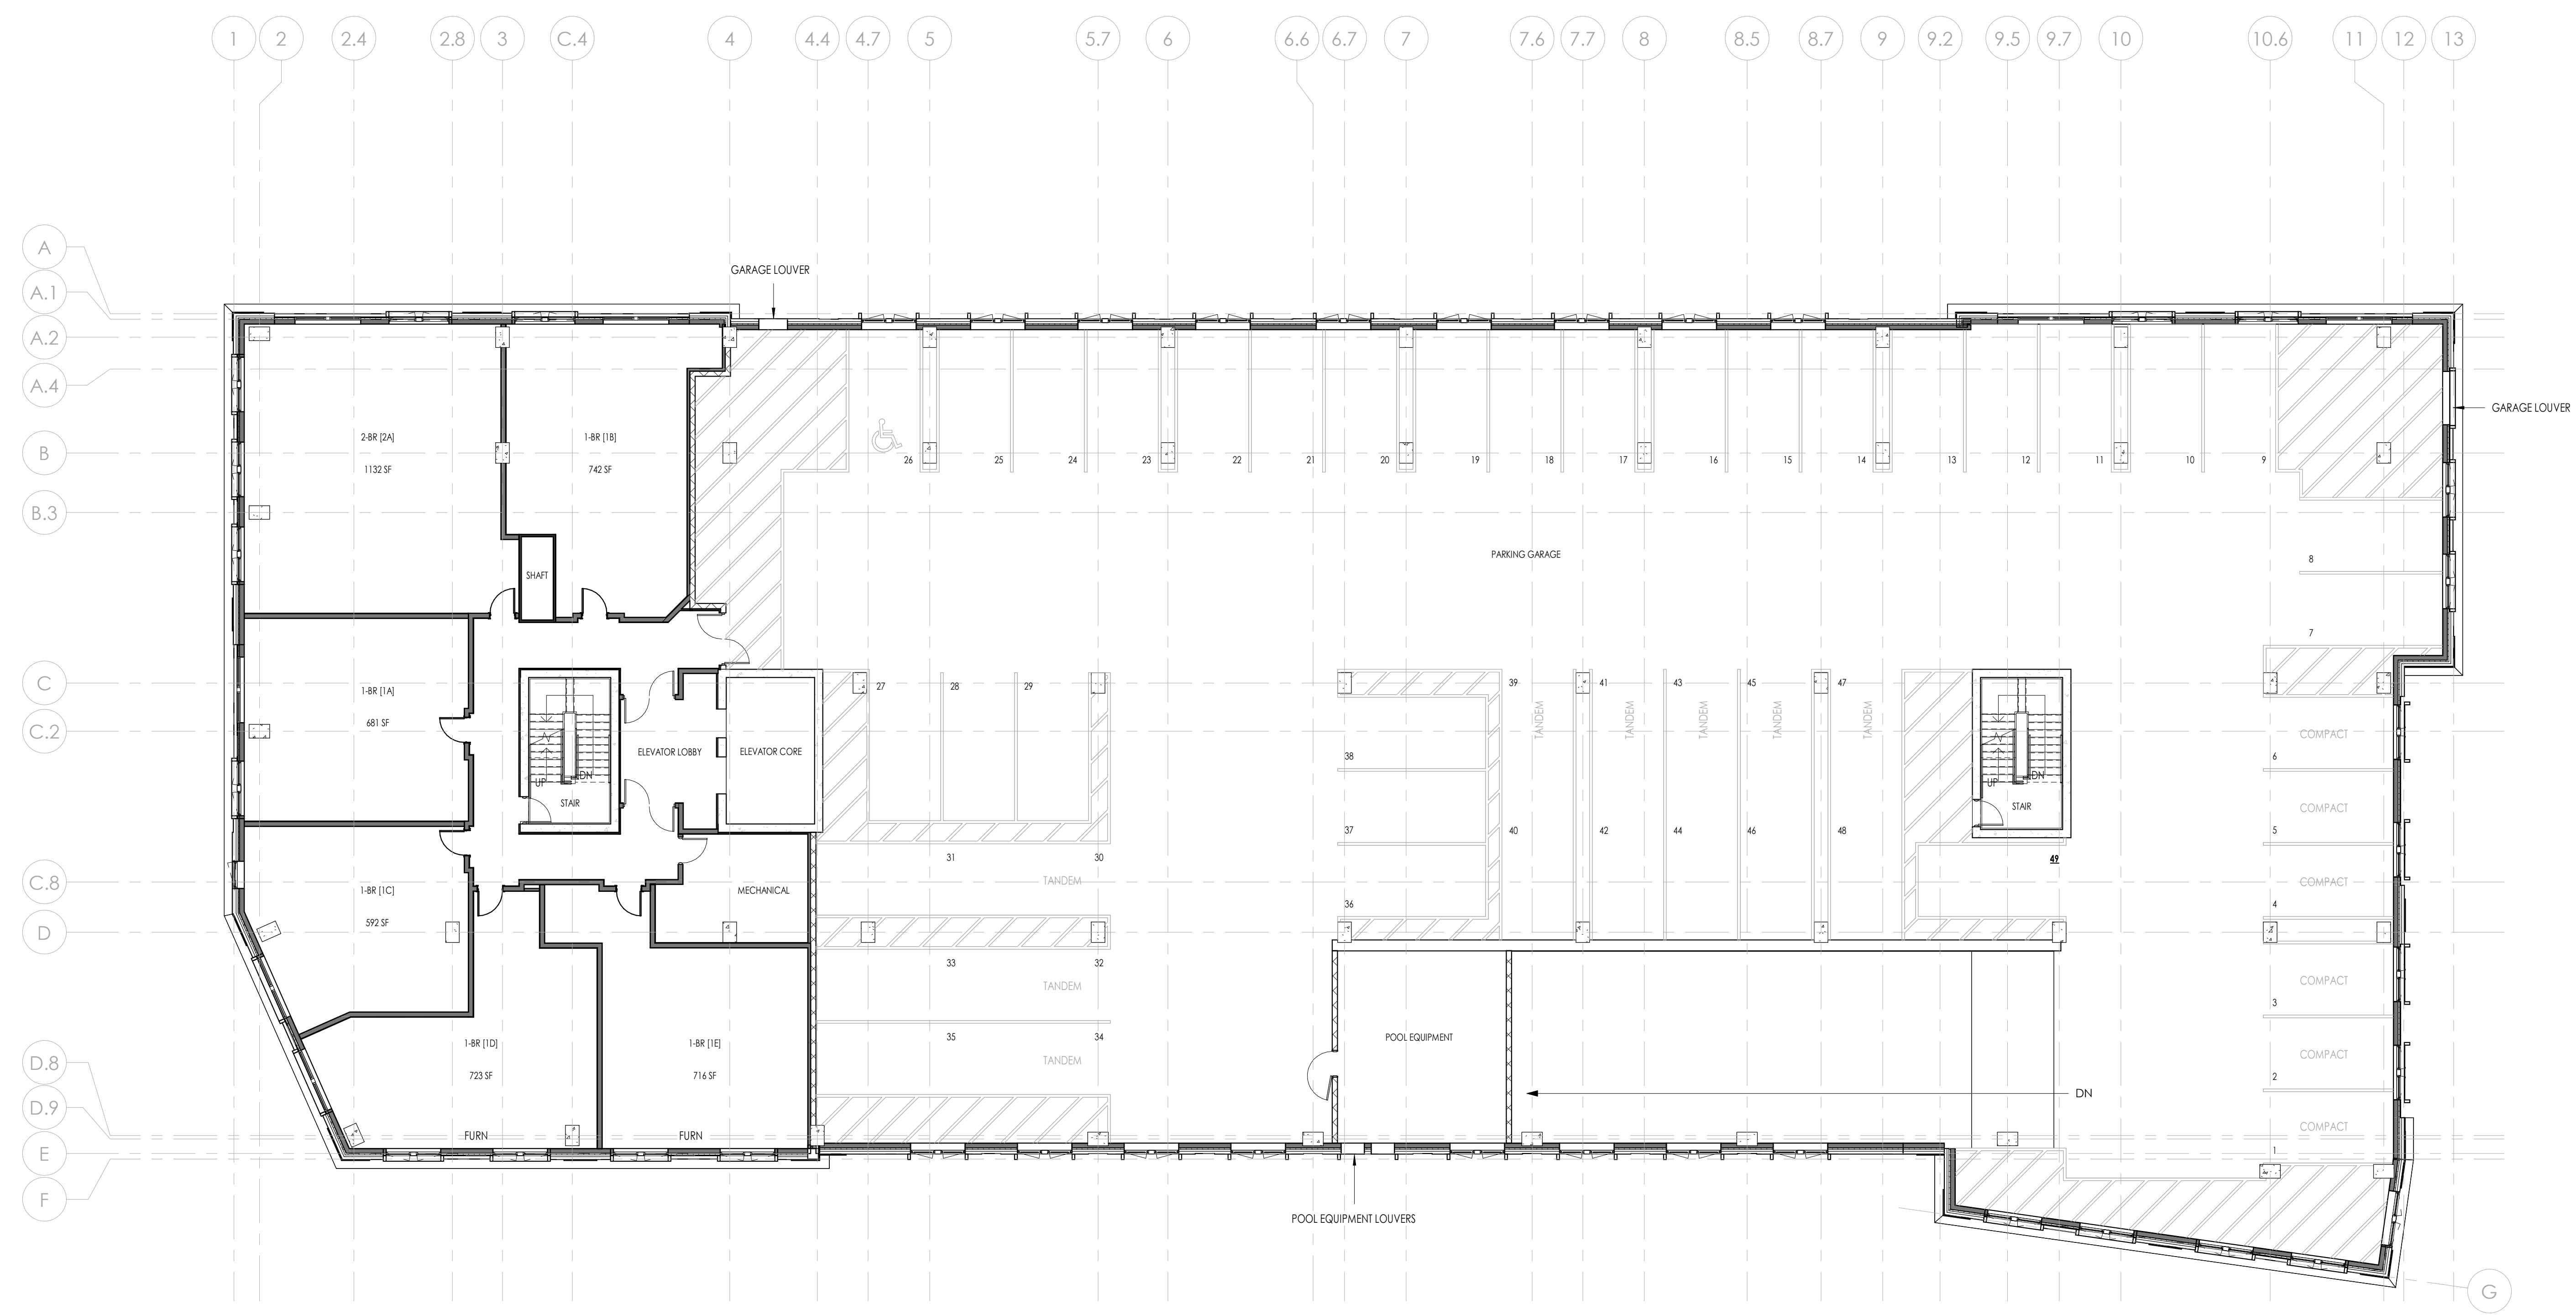 1 2 2.4 2.8 3 C.4 4 4.4 4.7 5 5.7 6 6.6 6.7 7 7.6 7.7 8 8.5 8.7 9 9.2 9.5 9.7 10 10.6 11 12 13
A
GARAGE LOUVER
A.1
A.2
A.4
GARAGE LOUVER
2-BR [2A]
1-BR [1B]
B
26 25 24 23 22 21 20 19 18 17 16 15 14 13 12 11 10 9
1132 SF
742 SF
B.3
PARKING GARAGE
8
SHAFT
7
C
27 28 29
39 41 43 45 47
1-BR [1A]
681 SF
C.2
TANDEM TANDEM TANDEM TANDEM TANDEM
COMPACT
ELEVATOR LOBBY
ELEVATOR CORE
38
6
UP DN
UP DN
STAIR
STAIR
COMPACT
37
40 42 44 46 48
5
31 30
49
C.8
TANDEM
COMPACT
1-BR [1C]
MECHANICAL
36
4
592 SF
D
33 32
TANDEM
COMPACT
3
35 34
POOL EQUIPMENT
1-BR [1D]
1-BR [1E]
D.8
TANDEM
COMPACT
723 SF
716 SF
2
DN
D.9
COMPACT
FURN
FURN
E
1
F
POOL EQUIPMENT LOUVERS
G